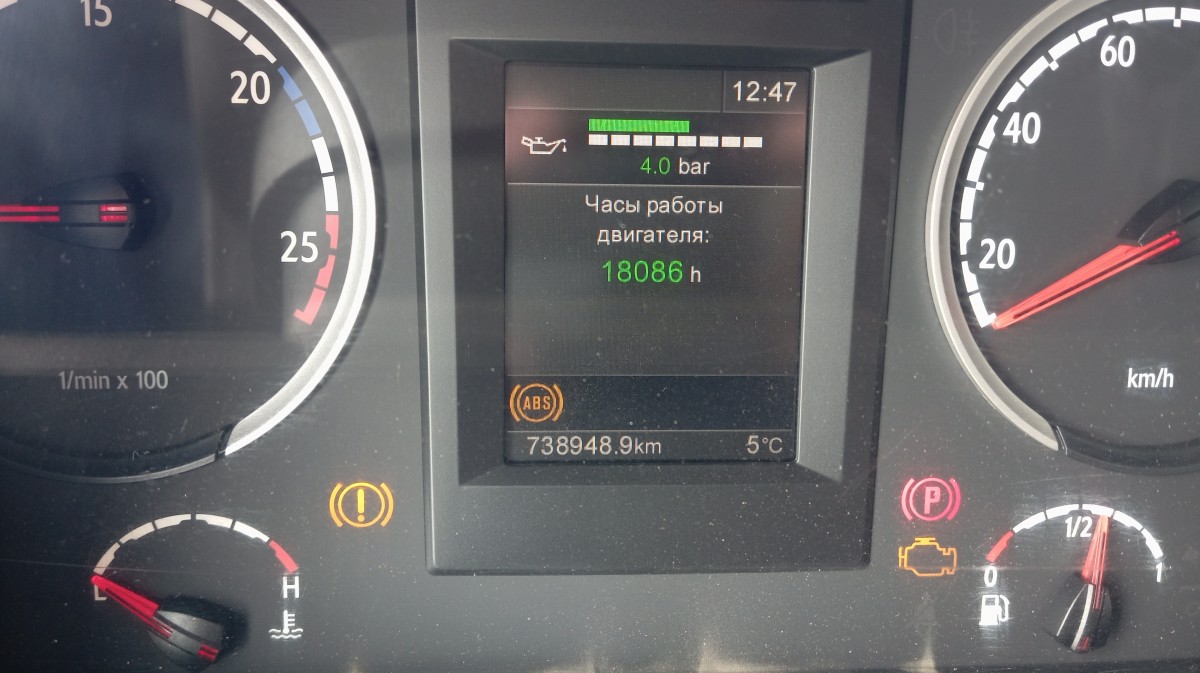 15
20
25
1/min x 100
12:47
4.0 bar
Часы работы
двигателя:
18086 h
ABS
738948.9km
5°C
60
40
20
km/h
L
H
!
P
1/2
0
1